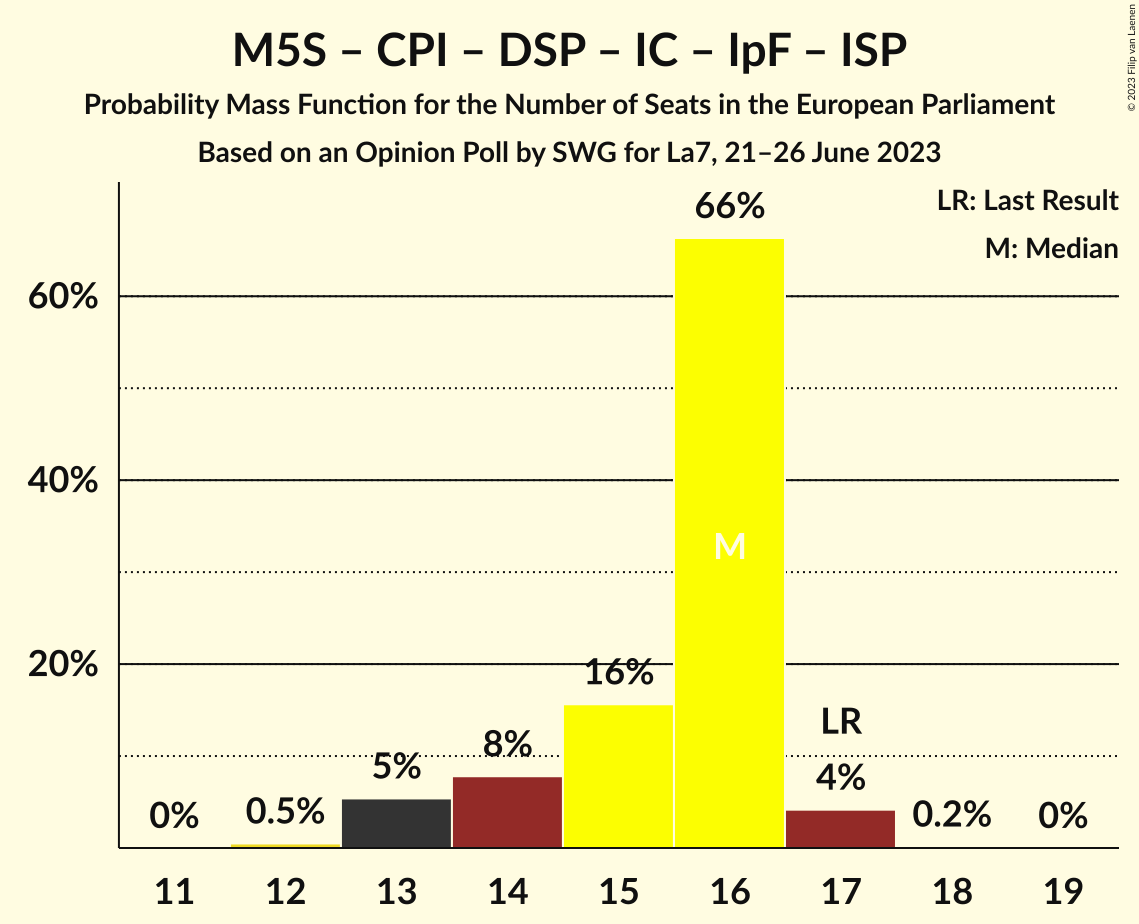 M5S – CPI – DSP – IC – IpF – ISP
Probability Mass Function for the Number of Seats in the European Parliament
Based on an Opinion Poll by SWG for La7, 21–26 June 2023
© 2023 Filip van Laenen
LR: Last Result
M: Median
60%
40%
20%
0%
0.5%
5%
8%
16%
66%
M
LR
4%
0.2%
0%
11 12 13 14 15 16 17 18 19